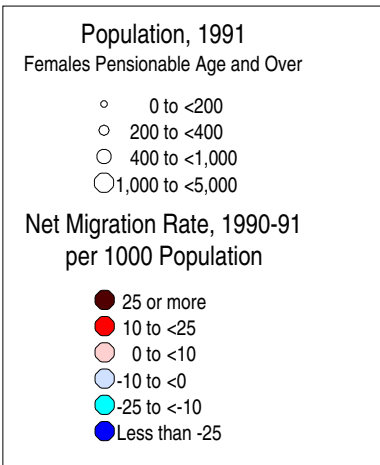 Population, 1991
Females Pensionable Age and Over
0 to <200
200 to <400
400 to <1,000
1,000 to <5,000
Net Migration Rate, 1990-91
per 1000 Population
25 or more
10 to <25
0 to <10
-10 to <0
-25 to <-10
Less than -25